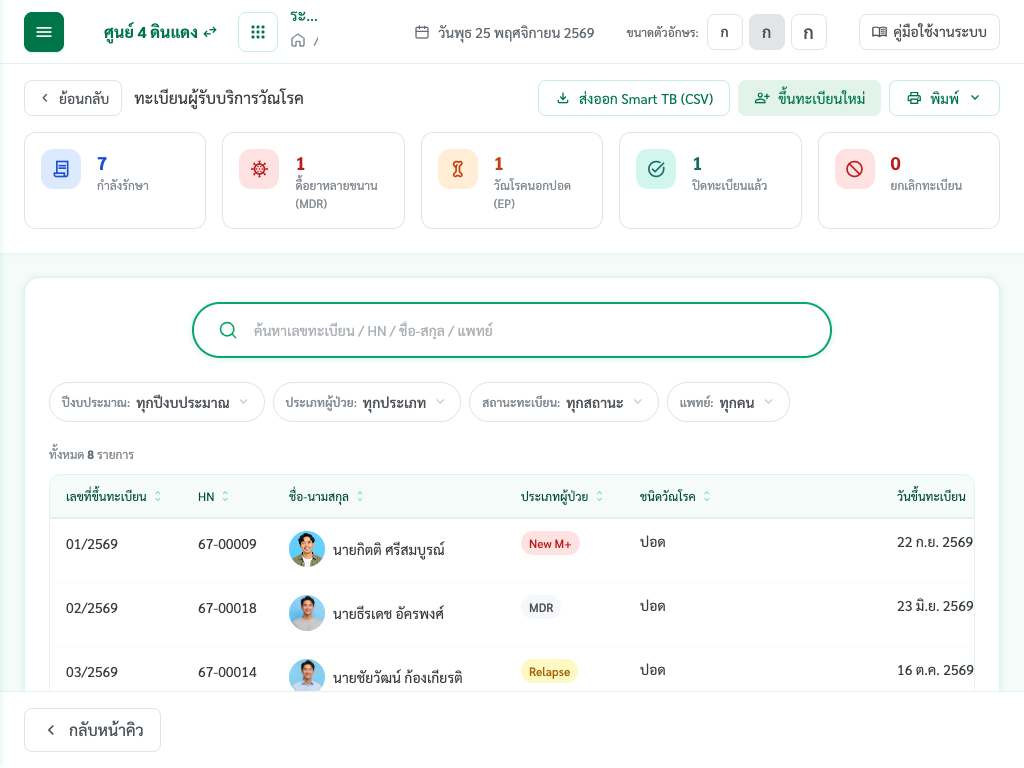 ศูนย์ 4 ดินแดง
ระ...
/
วันพุธ 25 พฤศจิกายน 2569
ขนาดตัวอักษร:
ก
ก
ก
คู่มือใช้งานระบบ
ย้อนกลับ
ทะเบียนผู้รับบริการวัณโรค
ส่งออก Smart TB (CSV)
ขึ้นทะเบียนใหม่
พิมพ์
7
กำลังรักษา
1
ดื้อยาหลายขนาน
(MDR)
1
วัณโรคนอกปอด
(EP)
1
ปิดทะเบียนแล้ว
0
ยกเลิกทะเบียน
ค้นหาเลขทะเบียน / HN / ชื่อ-สกุล / แพทย์
ปีงบประมาณ: ทุกปีงบประมาณ
ประเภทผู้ป่วย: ทุกประเภท
สถานะทะเบียน: ทุกสถานะ
แพทย์: ทุกคน
ทั้งหมด 8 รายการ
เลขที่ขึ้นทะเบียน HN ชื่อ-นามสกุล ประเภทผู้ป่วย ชนิดวัณโรค วันขึ้นทะเบียน
01/2569 67-00009 นายกิตติ ศรีสมบูรณ์ New M+ ปอด 22 ก.ย. 2569
02/2569 67-00018 นายธีรเดช อัครพงศ์ MDR ปอด 23 มิ.ย. 2569
03/2569 67-00014 นายชัยวัฒน์ ก้องเกียรติ Relapse ปอด 16 ต.ค. 2569
กลับหน้าคิว